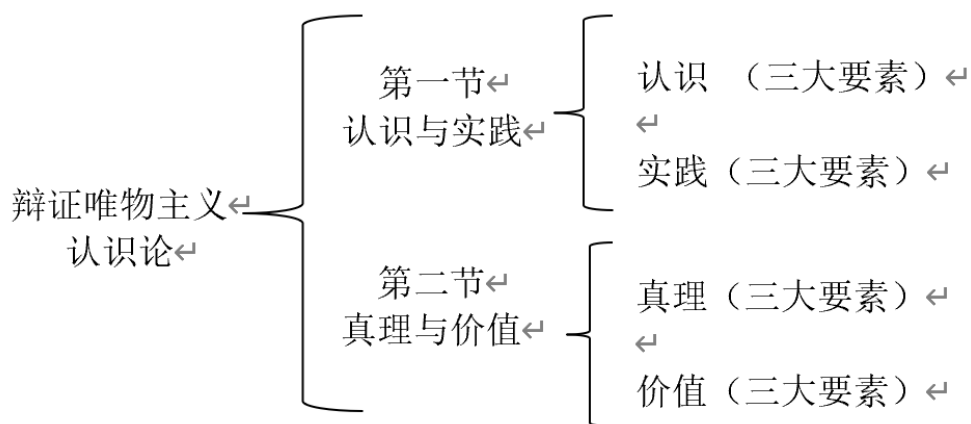 辩证唯物主义
认识论
第一节
认识与实践
认识 （三大要素）
实践（三大要素）
第二节
真理与价值
真理（三大要素）
价值（三大要素）